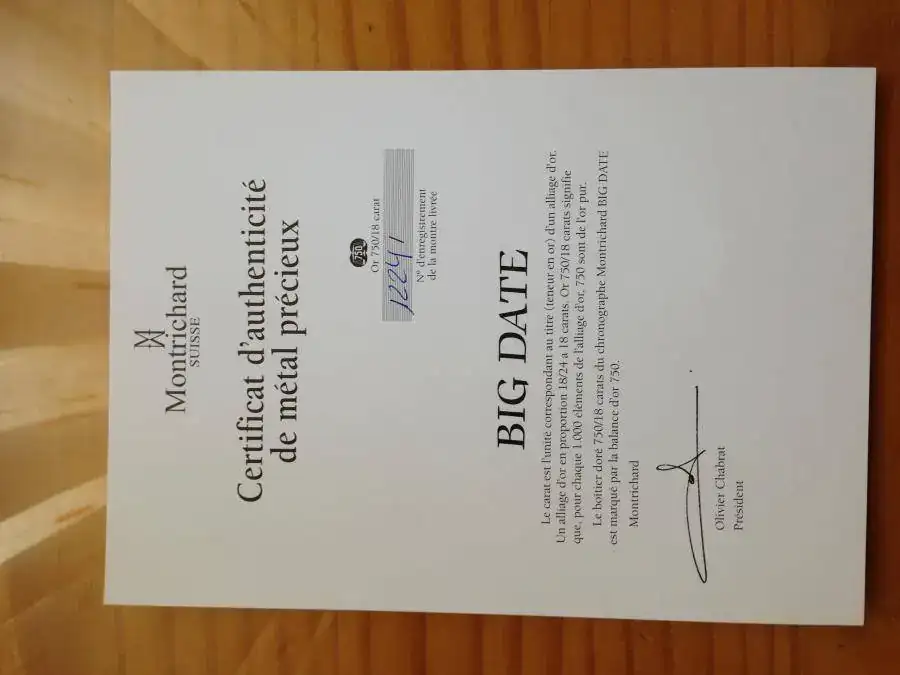 Montrichard
SUISSE
Certificat d'authenticité
de métal précieux
750
Or 750/18 carat
12241
N° d'enregistrement
de la montre livrée
BIG DATE
Le carat est l'unité correspondant au titre (teneur en or) d'un alliage d'or.
Un alliage d'or en proportion 18/24 a 18 carats. Or 750/18 carats signifie
que, pour chaque 1.000 éléments de l'alliage d'or, 750 sont de l'or pur.
Le boîtier doré 750/18 carats du chronographe Montrichard BIG DATE
est marqué par la balance d'or 750.
Montrichard
Olivier Chabrat
Président